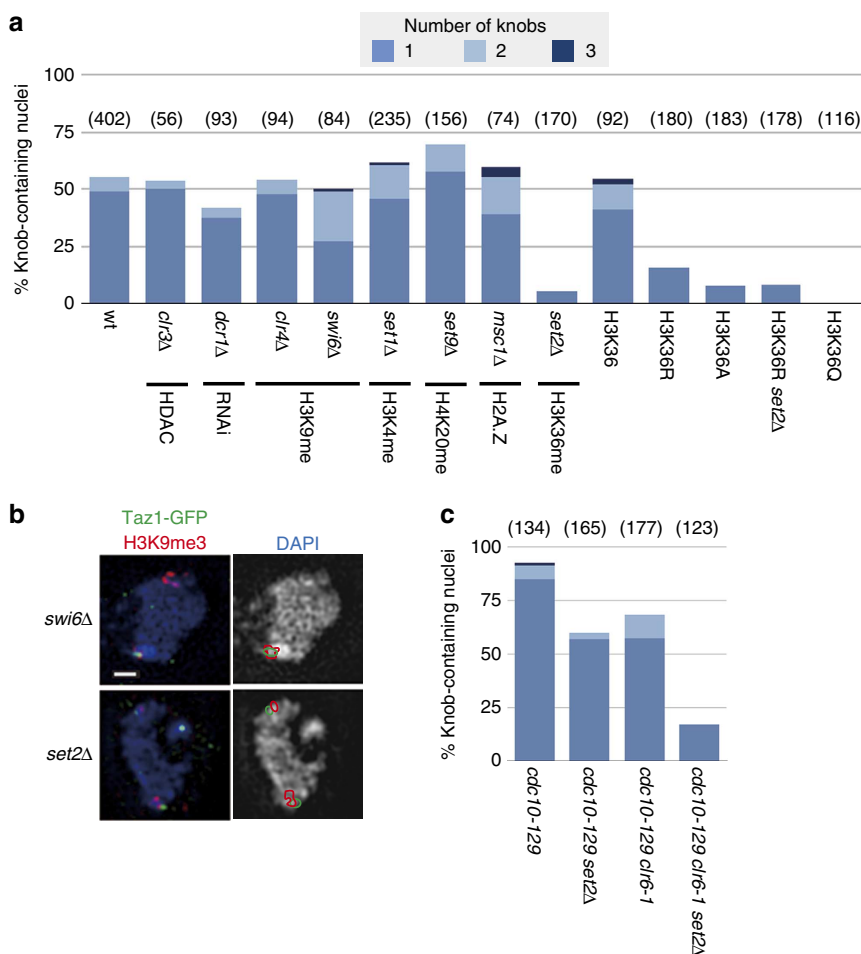 a
Number of knobs
1 2 3
% Knob-containing nuclei
100
75
50
25
0
(402) (56) (93) (94) (84) (235) (156) (74) (170) (92) (180) (183) (178) (116)
wt
clr3Δ
dcr1Δ
clr4Δ
swi6Δ
set1Δ
set9Δ
msc1Δ
set2Δ
H3K36
H3K36R
H3K36A
H3K36R set2Δ
H3K36Q
HDAC
RNAi
H3K9me
H3K4me
H4K20me
H2A.Z
H3K36me
b
Taz1-GFP
H3K9me3
DAPI
swi6Δ
set2Δ
c
% Knob-containing nuclei
100
75
50
25
0
(134) (165) (177) (123)
cdc10-129
cdc10-129 set2Δ
cdc10-129 clr6-1
cdc10-129 clr6-1 set2Δ